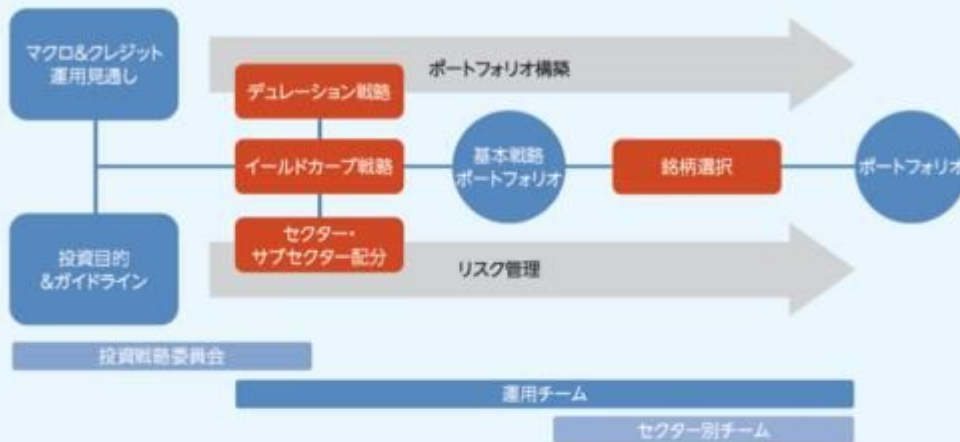 マクロ&クレジット
運用見通し
ポートフォリオ構築
デュレーション戦略
イールドカーブ戦略
基本戦略
ポートフォリオ
銘柄選択
ポートフォリオ
セクター・
サブセクター配分
投資目的
&ガイドライン
リスク管理
投資戦略委員会
運用チーム
セクター別チーム